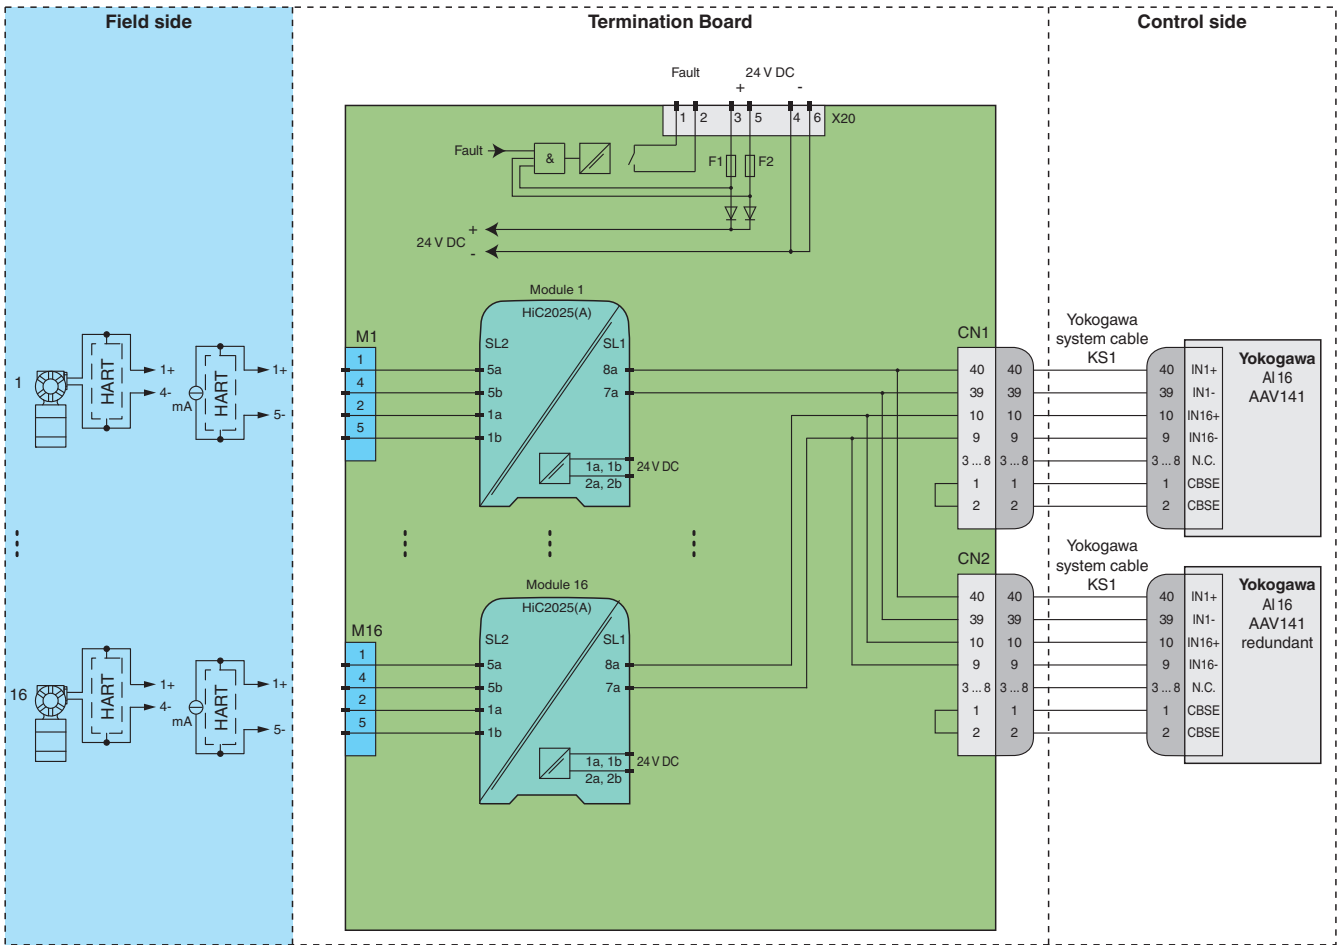 Field side
Termination Board
Control side
Fault
24 V DC
+
-
1
2
3
5
4
6
X20
Fault
&
F1
F2
+
24 V DC
-
Module 1
HiC2025(A)
SL2
SL1
M1
1
4
2
5
5a
5b
1a
1b
8a
7a
1a, 1b
2a, 2b
24 V DC
1
HART
1+
4-
mA
HART
1+
5-
CN1
40
39
10
9
3 ... 8
1
2
40
39
10
9
3 ... 8
1
2
Yokogawa
system cable
KS1
40
39
10
9
3 ... 8
1
2
IN1+
IN1-
IN16+
IN16-
N.C.
CBSE
CBSE
Yokogawa
AI 16
AAV141
Module 16
HiC2025(A)
SL2
SL1
M16
1
4
2
5
5a
5b
1a
1b
8a
7a
1a, 1b
2a, 2b
24 V DC
16
HART
1+
4-
mA
HART
1+
5-
CN2
40
39
10
9
3 ... 8
1
2
40
39
10
9
3 ... 8
1
2
Yokogawa
system cable
KS1
40
39
10
9
3 ... 8
1
2
IN1+
IN1-
IN16+
IN16-
N.C.
CBSE
CBSE
Yokogawa
AI 16
AAV141
redundant